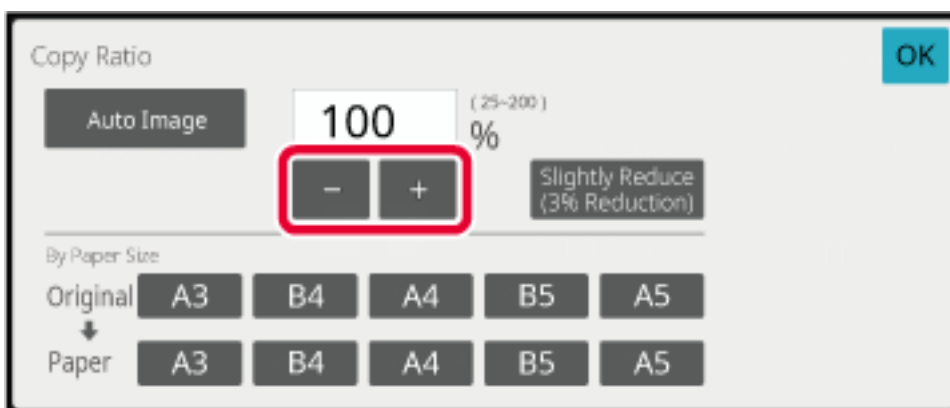 Copy Ratio
OK
Auto Image
100
(25~200)
%
- +
Slightly Reduce
(3% Reduction)
By Paper Size
Original A3 B4 A4 B5 A5
Paper A3 B4 A4 B5 A5